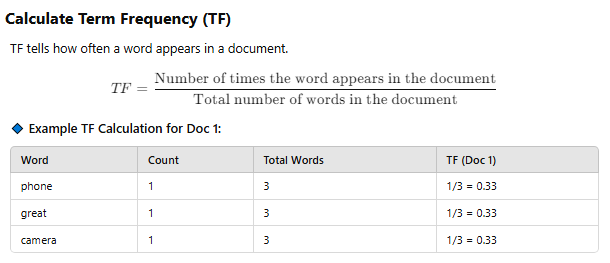 Calculate Term Frequency (TF)
TF tells how often a word appears in a document.
TF = Number of times the word appears in the document / Total number of words in the document
Example TF Calculation for Doc 1:
Word Count Total Words TF (Doc 1)
phone 1 3 1/3 = 0.33
great 1 3 1/3 = 0.33
camera 1 3 1/3 = 0.33